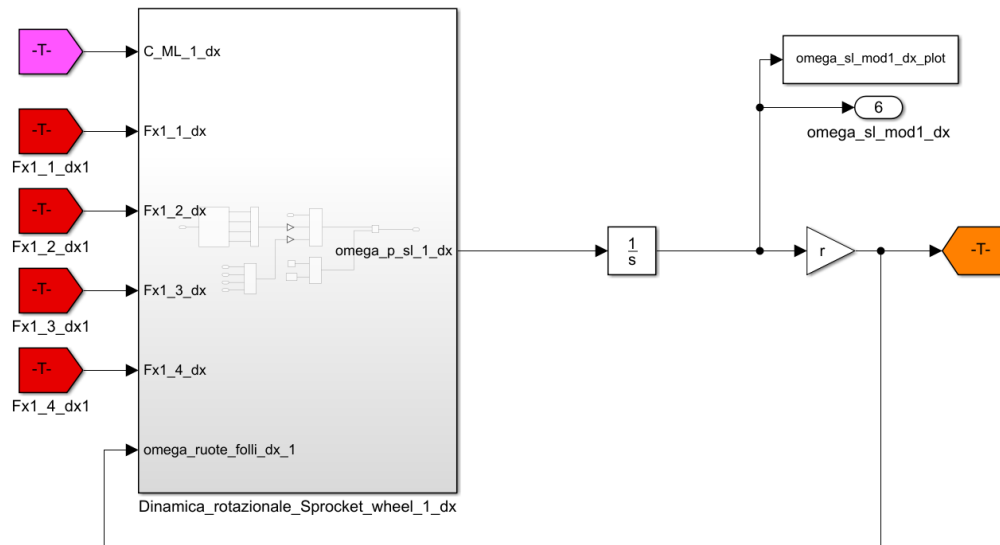 -T-
C_ML_1_dx
-T-
Fx1_1_dx
Fx1_1_dx1
-T-
Fx1_2_dx
Fx1_2_dx1
-T-
Fx1_3_dx
Fx1_3_dx1
-T-
Fx1_4_dx
Fx1_4_dx1
omega_ruote_folli_dx_1
omega_p_sl_1_dx
Dinamica_rotazionale_Sprocket_wheel_1_dx
1
s
omega_sl_mod1_dx_plot
6
omega_sl_mod1_dx
r
-T-